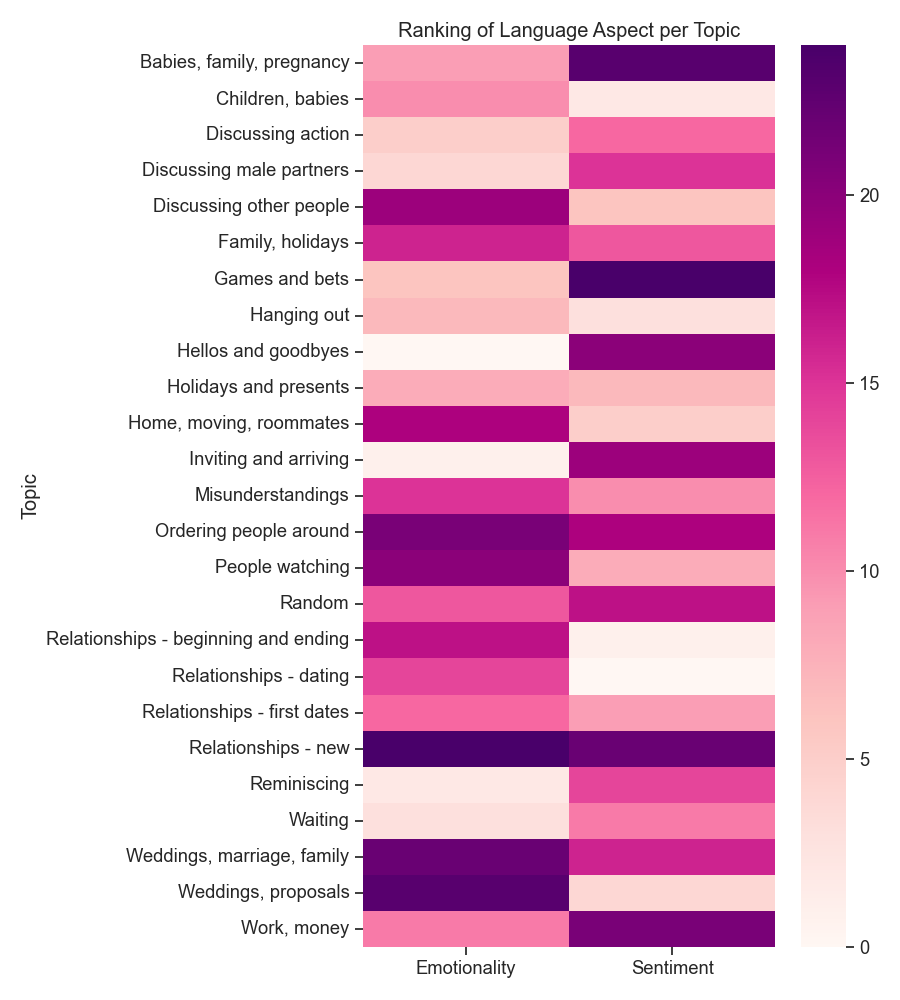 Ranking of Language Aspect per Topic
Babies, family, pregnancy
Children, babies
Discussing action
Discussing male partners
Discussing other people
Family, holidays
Games and bets
Hanging out
Hellos and goodbyes
Holidays and presents
Home, moving, roommates
Inviting and arriving
Misunderstandings
Ordering people around
People watching
Random
Relationships - beginning and ending
Relationships - dating
Relationships - first dates
Relationships - new
Reminiscing
Waiting
Weddings, marriage, family
Weddings, proposals
Work, money
Topic
Emotionality
Sentiment
20
15
10
5
0